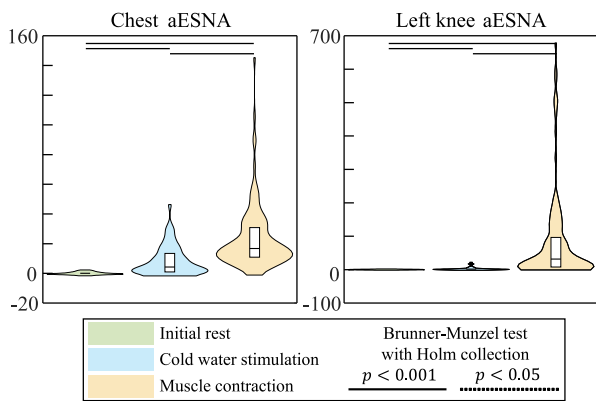 Chest aESNA
Left knee aESNA
160
0
-20
700
0
-100
Initial rest
Cold water stimulation
Muscle contraction
Brunner-Munzel test
with Holm collection
p < 0.001
p < 0.05